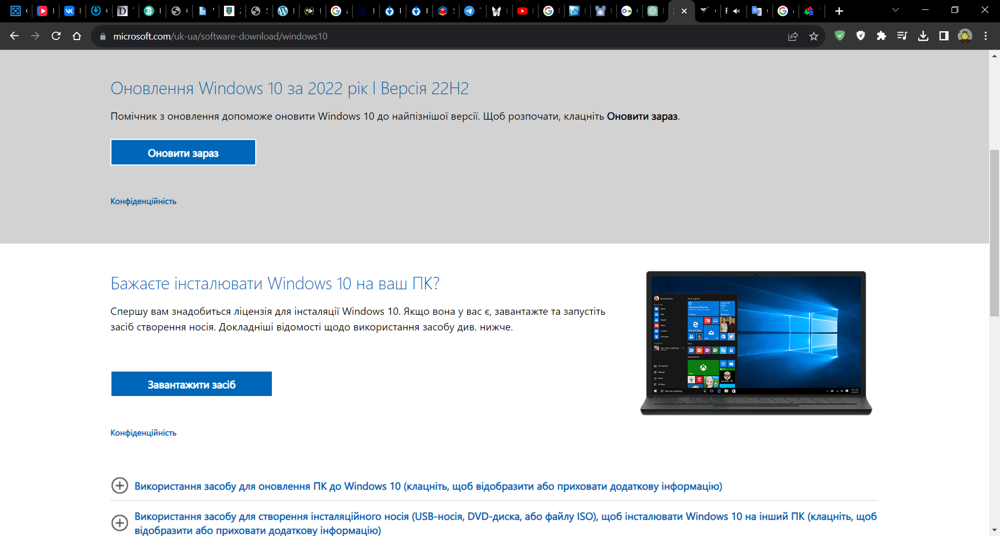 microsoft.com/uk-ua/software-download/windows10
Оновлення Windows 10 за 2022 рік | Версія 22H2
Помічник з оновлення допоможе оновити Windows 10 до найпізнішої версії. Щоб розпочати, клацніть Оновити зараз.
Оновити зараз
Конфіденційність
Бажаєте інсталювати Windows 10 на ваш ПК?
Спершу вам знадобиться ліцензія для інсталяції Windows 10. Якщо вона у вас є, завантажте та запустіть
засіб створення носія. Докладніші відомості щодо використання засобу див. нижче.
Завантажити засіб
Конфіденційність
Використання засобу для оновлення ПК до Windows 10 (клацніть, щоб відобразити або приховати додаткову інформацію)
Використання засобу для створення інсталяційного носія (USB-носія, DVD-диска, або файлу ISO), щоб інсталювати Windows 10 на інший ПК (клацніть, щоб
відобразити або приховати додаткову інформацію)